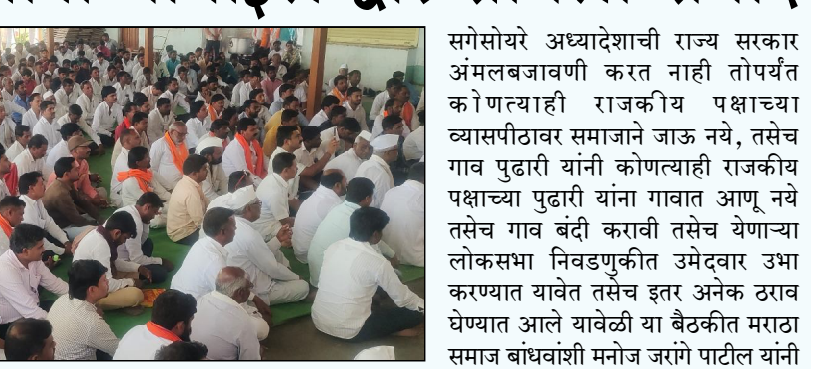 सगेसोयरे अध्यादेशाची राज्य सरकार
अंमलबजावणी करत नाही तोपर्यंत
कोणत्याही राजकीय पक्षाच्या
व्यासपीठावर समाजाने जाऊ नये, तसेच
गाव पुढारी यांनी कोणत्याही राजकीय
पक्षाच्या पुढारी यांना गावात आणू नये
तसेच गाव बंदी करावी तसेच येणाऱ्या
लोकसभा निवडणुकीत उमेदवार उभा
करण्यात यावेत तसेच इतर अनेक ठराव
घेण्यात आले यावेळी या बैठकीत मराठा
समाज बांधवांशी मनोज जरांगे पाटील यांनी